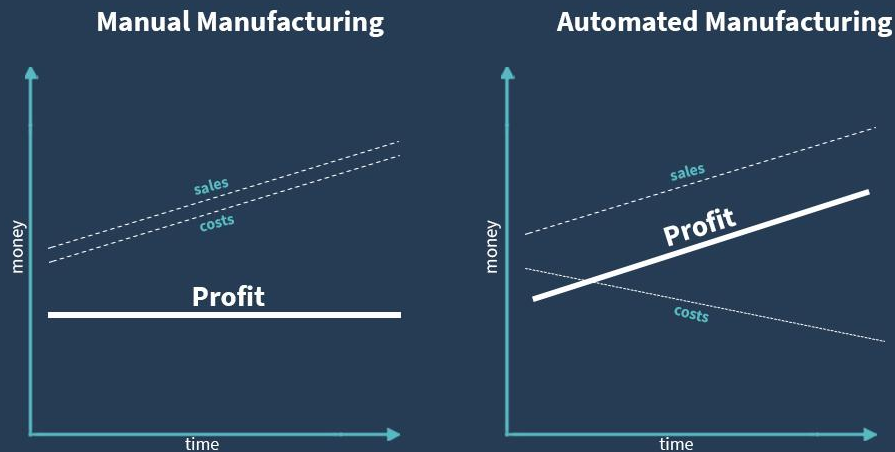 Manual Manufacturing
sales
costs
Profit
money
time
Automated Manufacturing
sales
Profit
costs
money
time